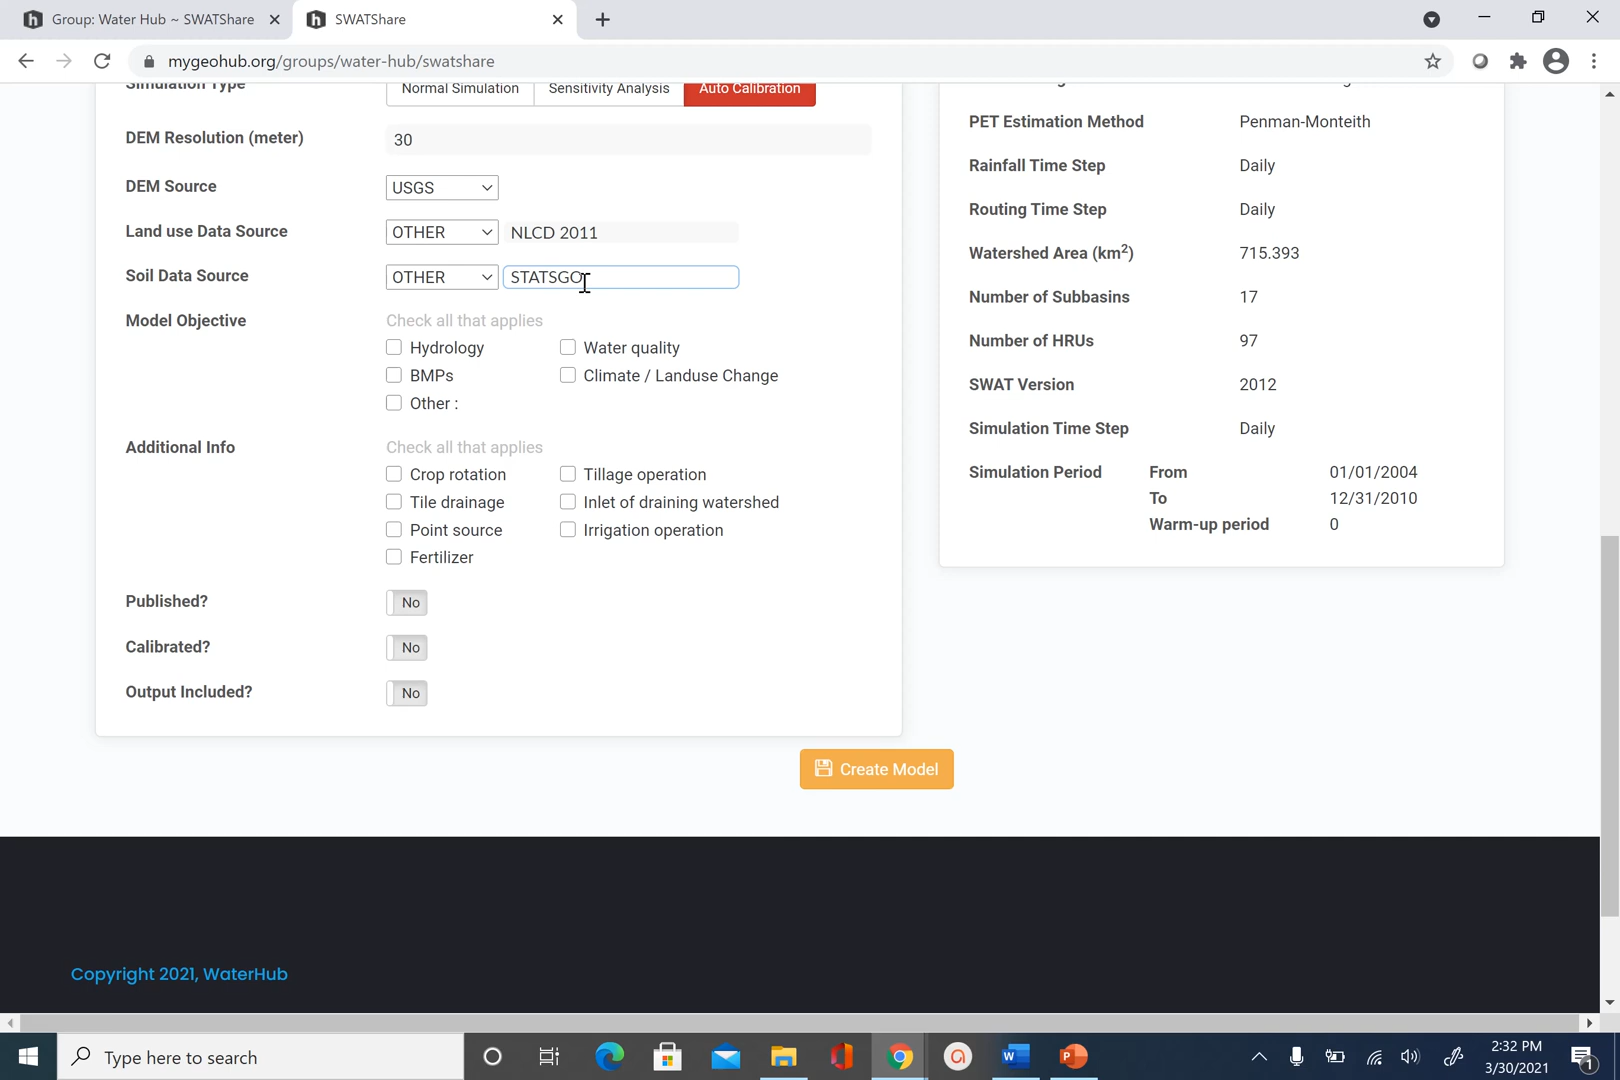 Group: Water Hub ~ SWATShare
SWATShare
mygeohub.org/groups/water-hub/swatshare
Simulation Type
Normal Simulation
Sensitivity Analysis
Auto Calibration
DEM Resolution (meter)
30
DEM Source
USGS
Land use Data Source
OTHER
NLCD 2011
Soil Data Source
OTHER
STATSGO
Model Objective
Check all that applies
Hydrology
Water quality
BMPs
Climate / Landuse Change
Other :
Additional Info
Check all that applies
Crop rotation
Tillage operation
Tile drainage
Inlet of draining watershed
Point source
Irrigation operation
Fertilizer
Published?
No
Calibrated?
No
Output Included?
No
PET Estimation Method
Penman-Monteith
Rainfall Time Step
Daily
Routing Time Step
Daily
Watershed Area (km2)
715.393
Number of Subbasins
17
Number of HRUs
97
SWAT Version
2012
Simulation Time Step
Daily
Simulation Period
From
01/01/2004
To
12/31/2010
Warm-up period
0
Create Model
Copyright 2021, WaterHub
Type here to search
2:32 PM
3/30/2021
1